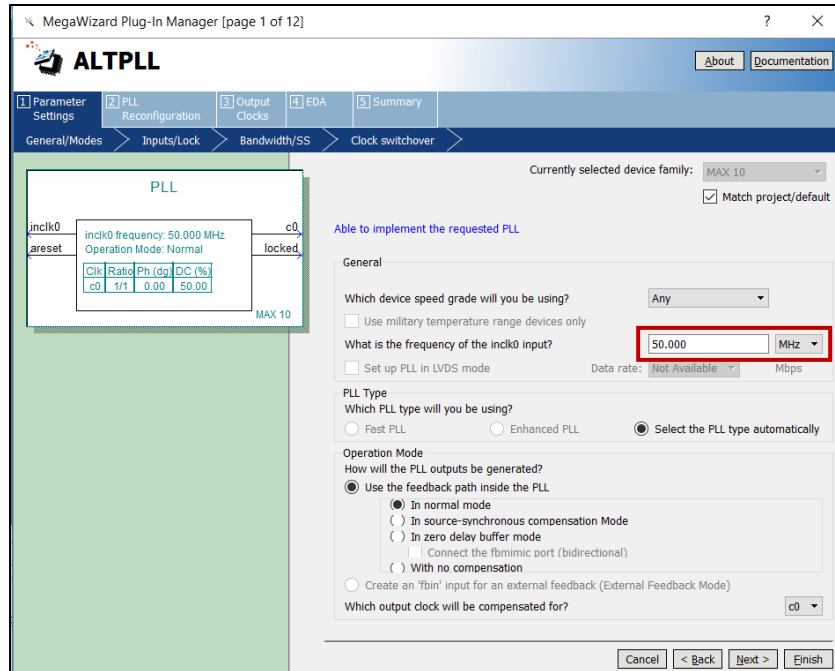 MegaWizard Plug-In Manager [page 1 of 12]
?
ALTPLL
About
Documentation
1 Parameter Settings
2 PLL Reconfiguration
3 Output Clocks
4 EDA
5 Summary
General/Modes
Inputs/Lock
Bandwidth/SS
Clock switchover
PLL
inclk0
areset
inclk0 frequency: 50.000 MHz
Operation Mode: Normal
Clk Ratio Ph (dg) DC (%)
c0 1/1 0.00 50.00
c0
locked
MAX 10
Currently selected device family: MAX 10
Match project/default
Able to implement the requested PLL
General
Which device speed grade will you be using? Any
Use military temperature range devices only
What is the frequency of the inclk0 input? 50.000 MHz
Set up PLL in LVDS mode Data rate: Not Available Mbps
PLL Type
Which PLL type will you be using?
Fast PLL Enhanced PLL Select the PLL type automatically
Operation Mode
How will the PLL outputs be generated?
Use the feedback path inside the PLL
In normal mode
In source-synchronous compensation Mode
In zero delay buffer mode
Connect the fbmimic port (bidirectional)
With no compensation
Create an 'fbin' input for an external feedback (External Feedback Mode)
Which output clock will be compensated for? c0
Cancel < Back Next > Finish